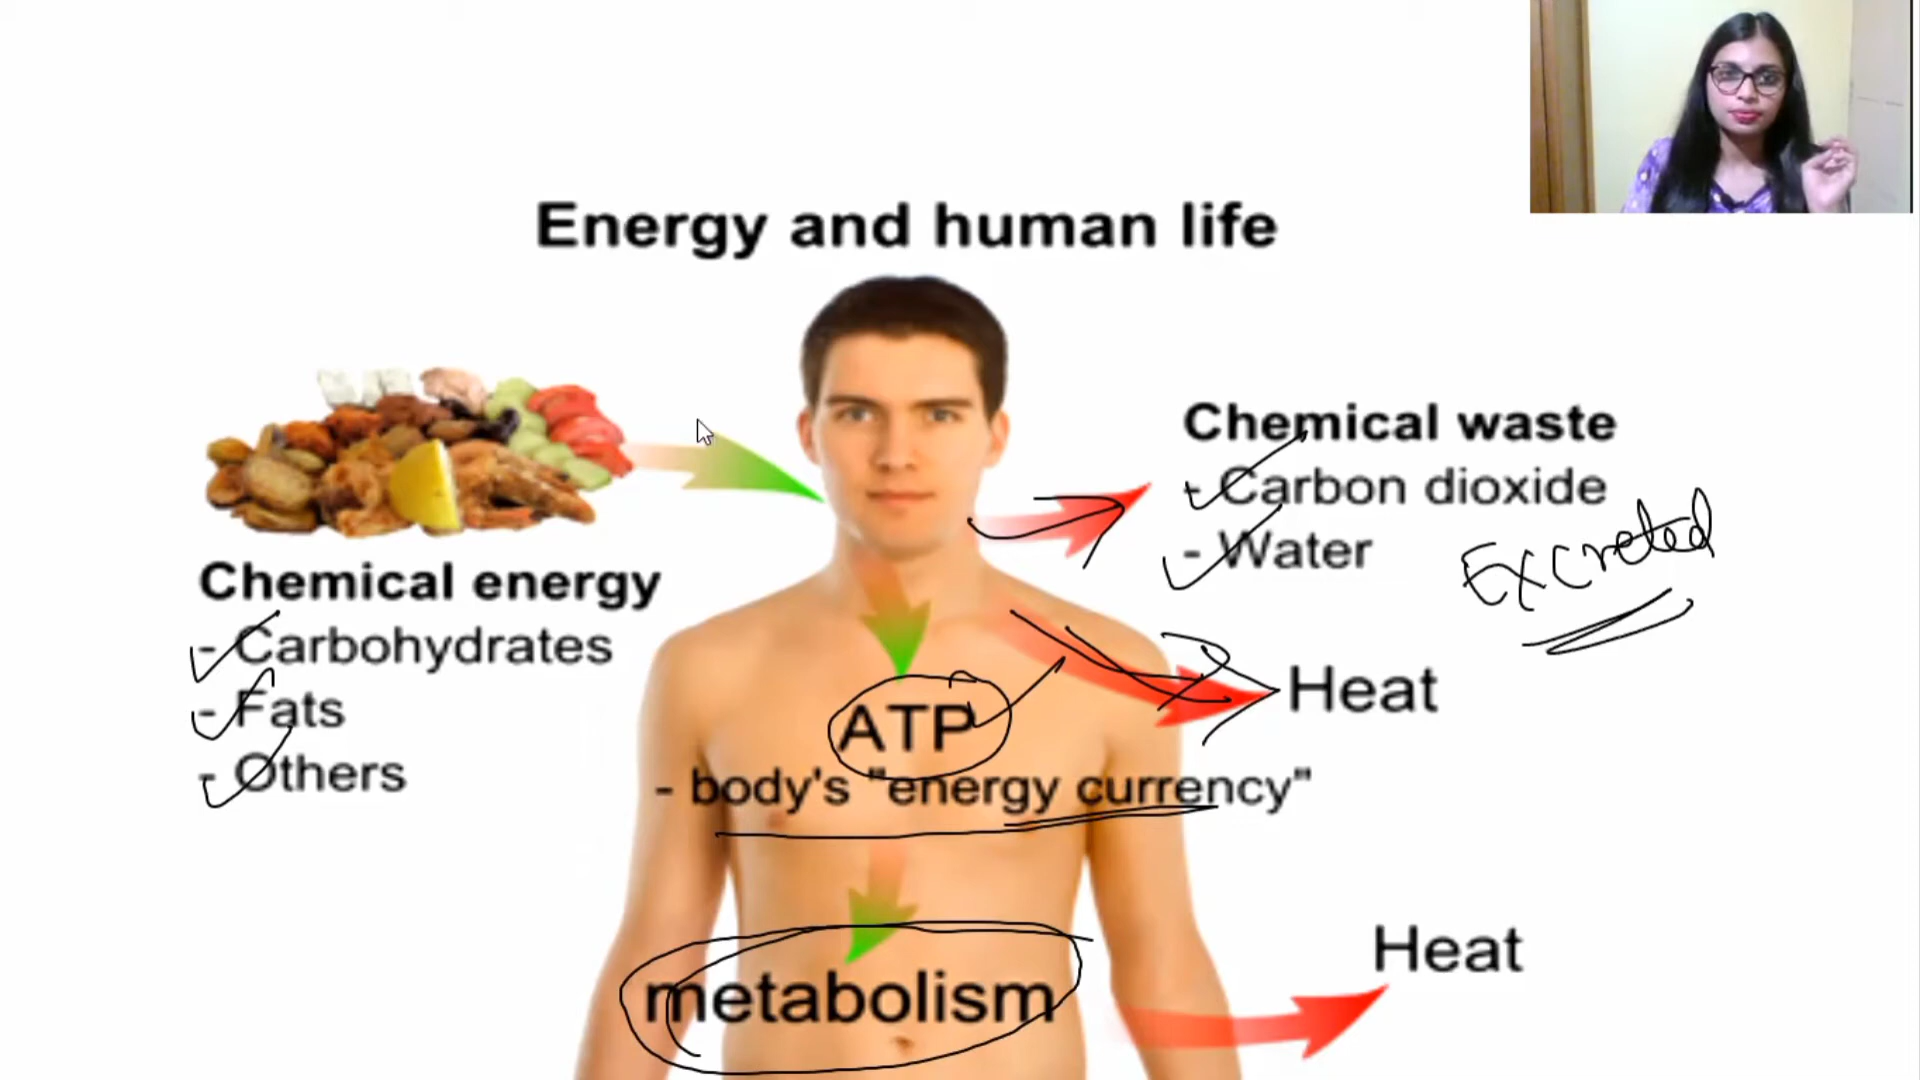 Energy and human life
Chemical energy
- Carbohydrates
- Fats
- Others
Chemical waste
- Carbon dioxide
- Water
Excreted
Heat
ATP
- body's "energy currency"
metabolism
Heat